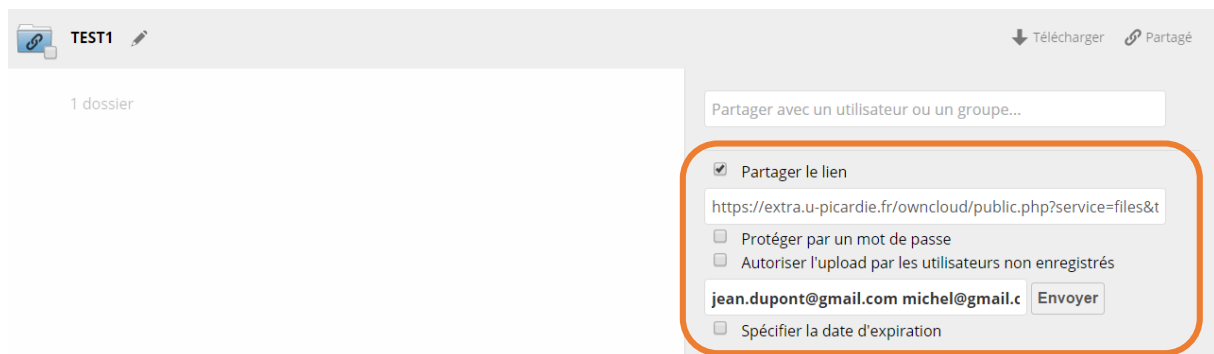 TEST1
Télécharger
Partagé
1 dossier
Partager avec un utilisateur ou un groupe...
Partager le lien
https://extra.u-picardie.fr/owncloud/public.php?service=files&t
Protéger par un mot de passe
Autoriser l'upload par les utilisateurs non enregistrés
jean.dupont@gmail.com michel@gmail.c
Envoyer
Spécifier la date d'expiration